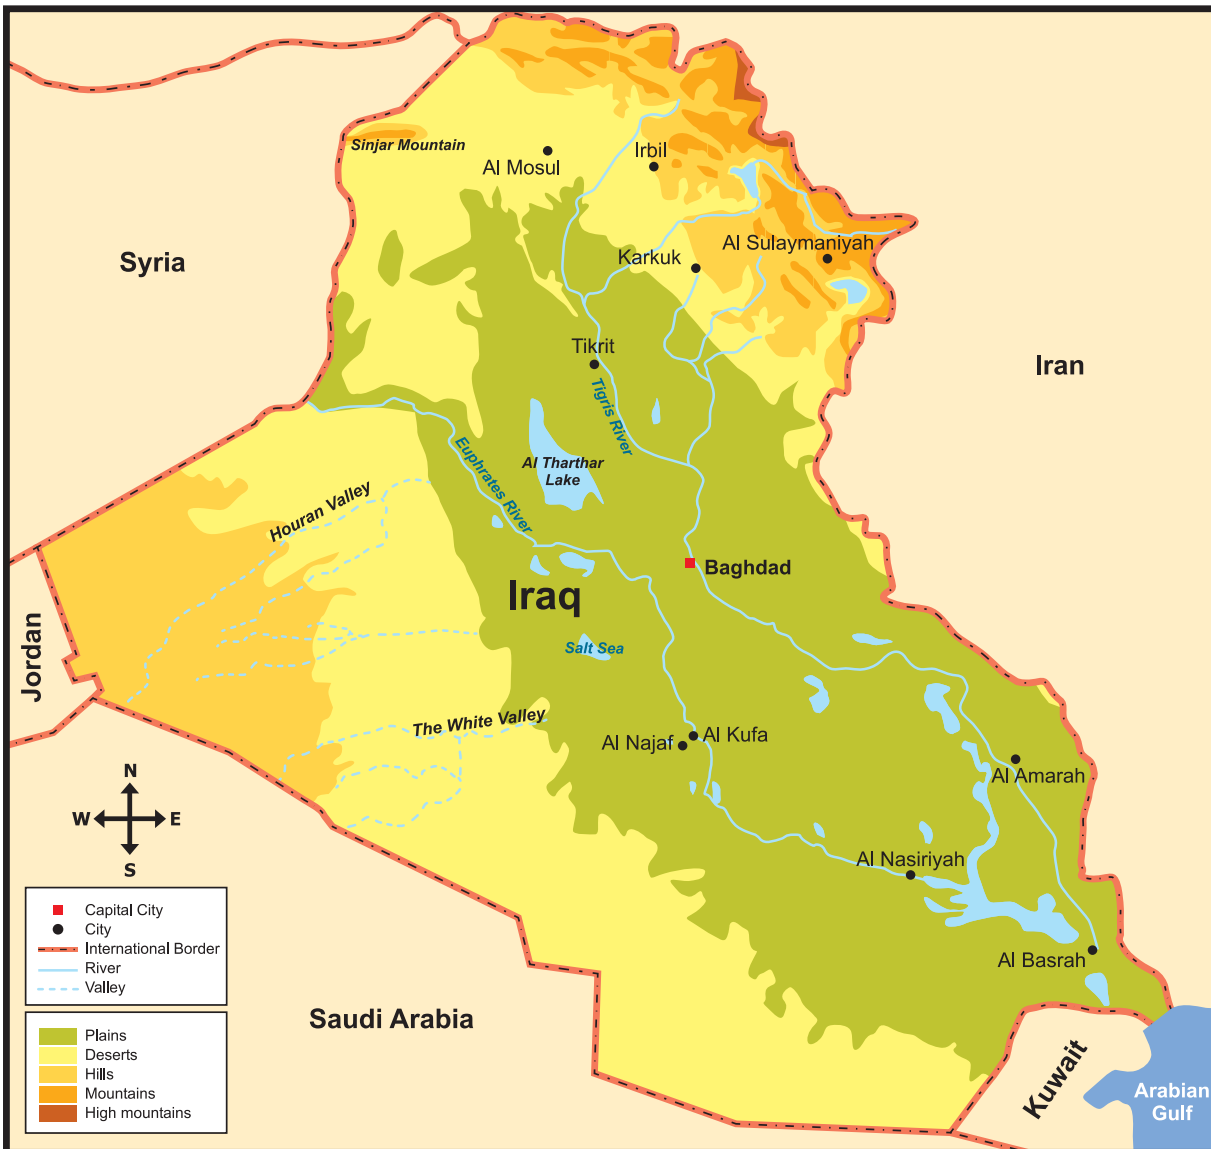 Sinjar Mountain
Al Mosul
Irbil
Syria
Al Sulaymaniyah
Karkuk
Tikrit
Iran
Tigris River
Euphrates River
Al Tharthar
Lake
Houran Valley
Baghdad
Iraq
Jordan
Salt Sea
The White Valley
Al Najaf
Al Kufa
Al Amarah
N
W
E
S
Al Nasiriyah
Al Basrah
Capital City
City
International Border
River
Valley
Saudi Arabia
Plains
Deserts
Hills
Mountains
High mountains
Kuwait
Arabian
Gulf